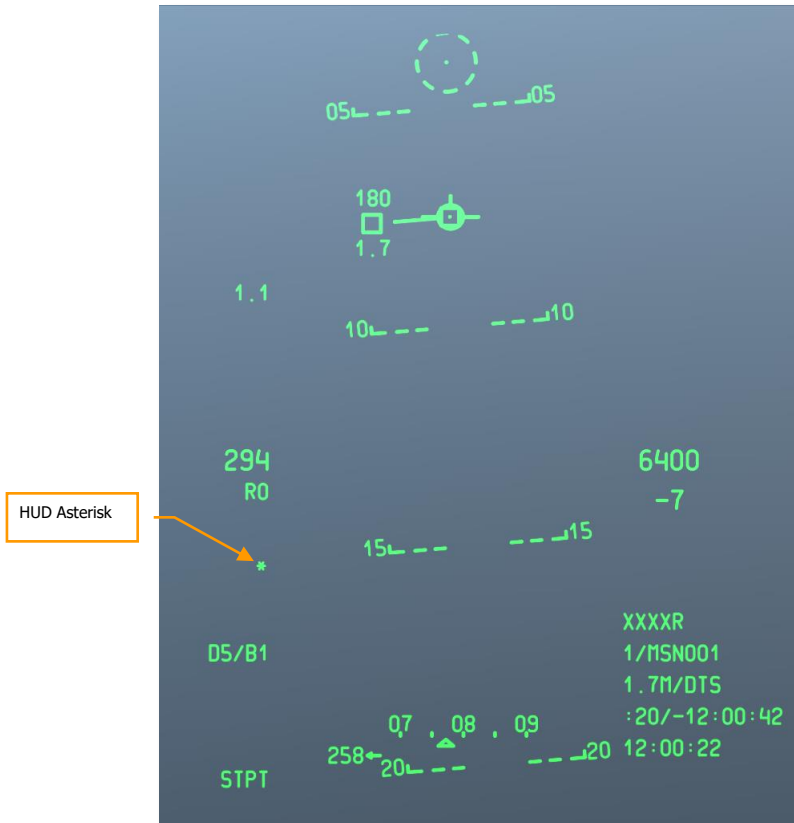 05 05
180
1.7
1.1
10 10
294 6400
R0 -7
HUD Asterisk
15 15
*
XXXXR
D5/B1 1/MSN001
1.7M/DTS
07 . 08 . 09 :20/-12:00:42
258 20 20 12:00:22
STPT